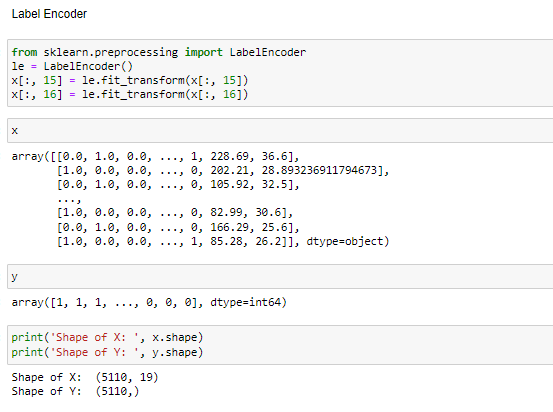 Label Encoder
from sklearn.preprocessing import LabelEncoder
le = LabelEncoder()
x[:, 15] = le.fit_transform(x[:, 15])
x[:, 16] = le.fit_transform(x[:, 16])
x
array([[0.0, 1.0, 0.0, ..., 1, 228.69, 36.6],
[1.0, 0.0, 0.0, ..., 0, 202.21, 28.893236911794673],
[0.0, 1.0, 0.0, ..., 0, 105.92, 32.5],
...,
[1.0, 0.0, 0.0, ..., 0, 82.99, 30.6],
[0.0, 1.0, 0.0, ..., 0, 166.29, 25.6],
[1.0, 0.0, 0.0, ..., 1, 85.28, 26.2]], dtype=object)
y
array([1, 1, 1, ..., 0, 0, 0], dtype=int64)
print('Shape of X: ', x.shape)
print('Shape of Y: ', y.shape)
Shape of X:  (5110, 19)
Shape of Y:  (5110,)